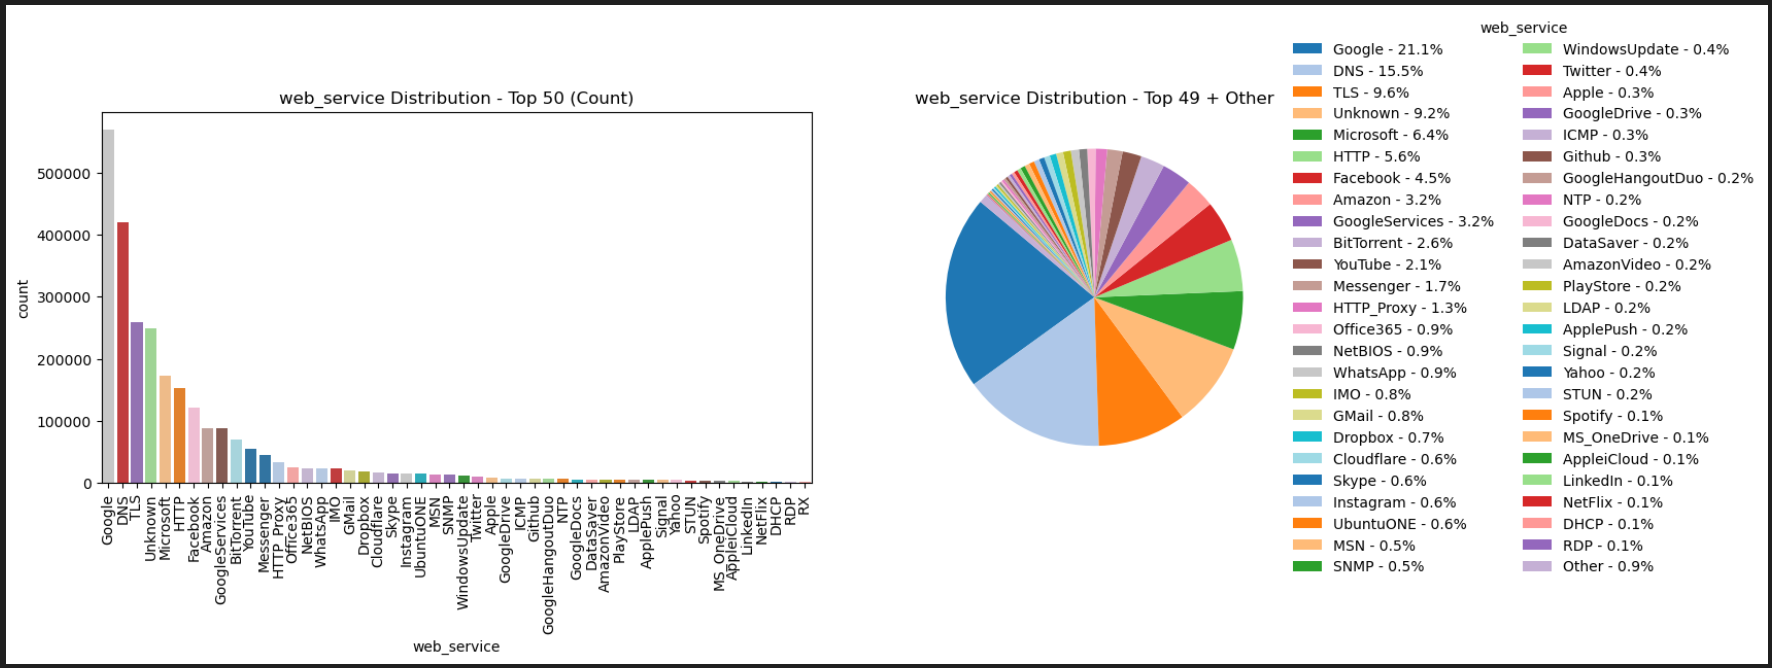 web_service Distribution - Top 50 (Count)
count
500000
400000
300000
200000
100000
0
Google
DNS
TLS
Unknown
Microsoft
HTTP
Facebook
Amazon
GoogleServices
BitTorrent
YouTube
Messenger
HTTP_Proxy
Office365
NetBIOS
WhatsApp
IMO
GMail
Dropbox
Cloudflare
Skype
Instagram
UbuntuONE
MSN
SNMP
WindowsUpdate
Twitter
Apple
GoogleDrive
ICMP
Github
GoogleHangoutDuo
NTP
GoogleDocs
DataSaver
AmazonVideo
PlayStore
LDAP
ApplePush
Signal
Yahoo
STUN
Spotify
MS_OneDrive
AppleiCloud
LinkedIn
NetFlix
DHCP
RDP
RX
web_service
web_service Distribution - Top 49 + Other
web_service
Google - 21.1%
DNS - 15.5%
TLS - 9.6%
Unknown - 9.2%
Microsoft - 6.4%
HTTP - 5.6%
Facebook - 4.5%
Amazon - 3.2%
GoogleServices - 3.2%
BitTorrent - 2.6%
YouTube - 2.1%
Messenger - 1.7%
HTTP_Proxy - 1.3%
Office365 - 0.9%
NetBIOS - 0.9%
WhatsApp - 0.9%
IMO - 0.8%
GMail - 0.8%
Dropbox - 0.7%
Cloudflare - 0.6%
Skype - 0.6%
Instagram - 0.6%
UbuntuONE - 0.6%
MSN - 0.5%
SNMP - 0.5%
WindowsUpdate - 0.4%
Twitter - 0.4%
Apple - 0.3%
GoogleDrive - 0.3%
ICMP - 0.3%
Github - 0.3%
GoogleHangoutDuo - 0.2%
NTP - 0.2%
GoogleDocs - 0.2%
DataSaver - 0.2%
AmazonVideo - 0.2%
PlayStore - 0.2%
LDAP - 0.2%
ApplePush - 0.2%
Signal - 0.2%
Yahoo - 0.2%
STUN - 0.2%
Spotify - 0.1%
MS_OneDrive - 0.1%
AppleiCloud - 0.1%
LinkedIn - 0.1%
NetFlix - 0.1%
DHCP - 0.1%
RDP - 0.1%
Other - 0.9%